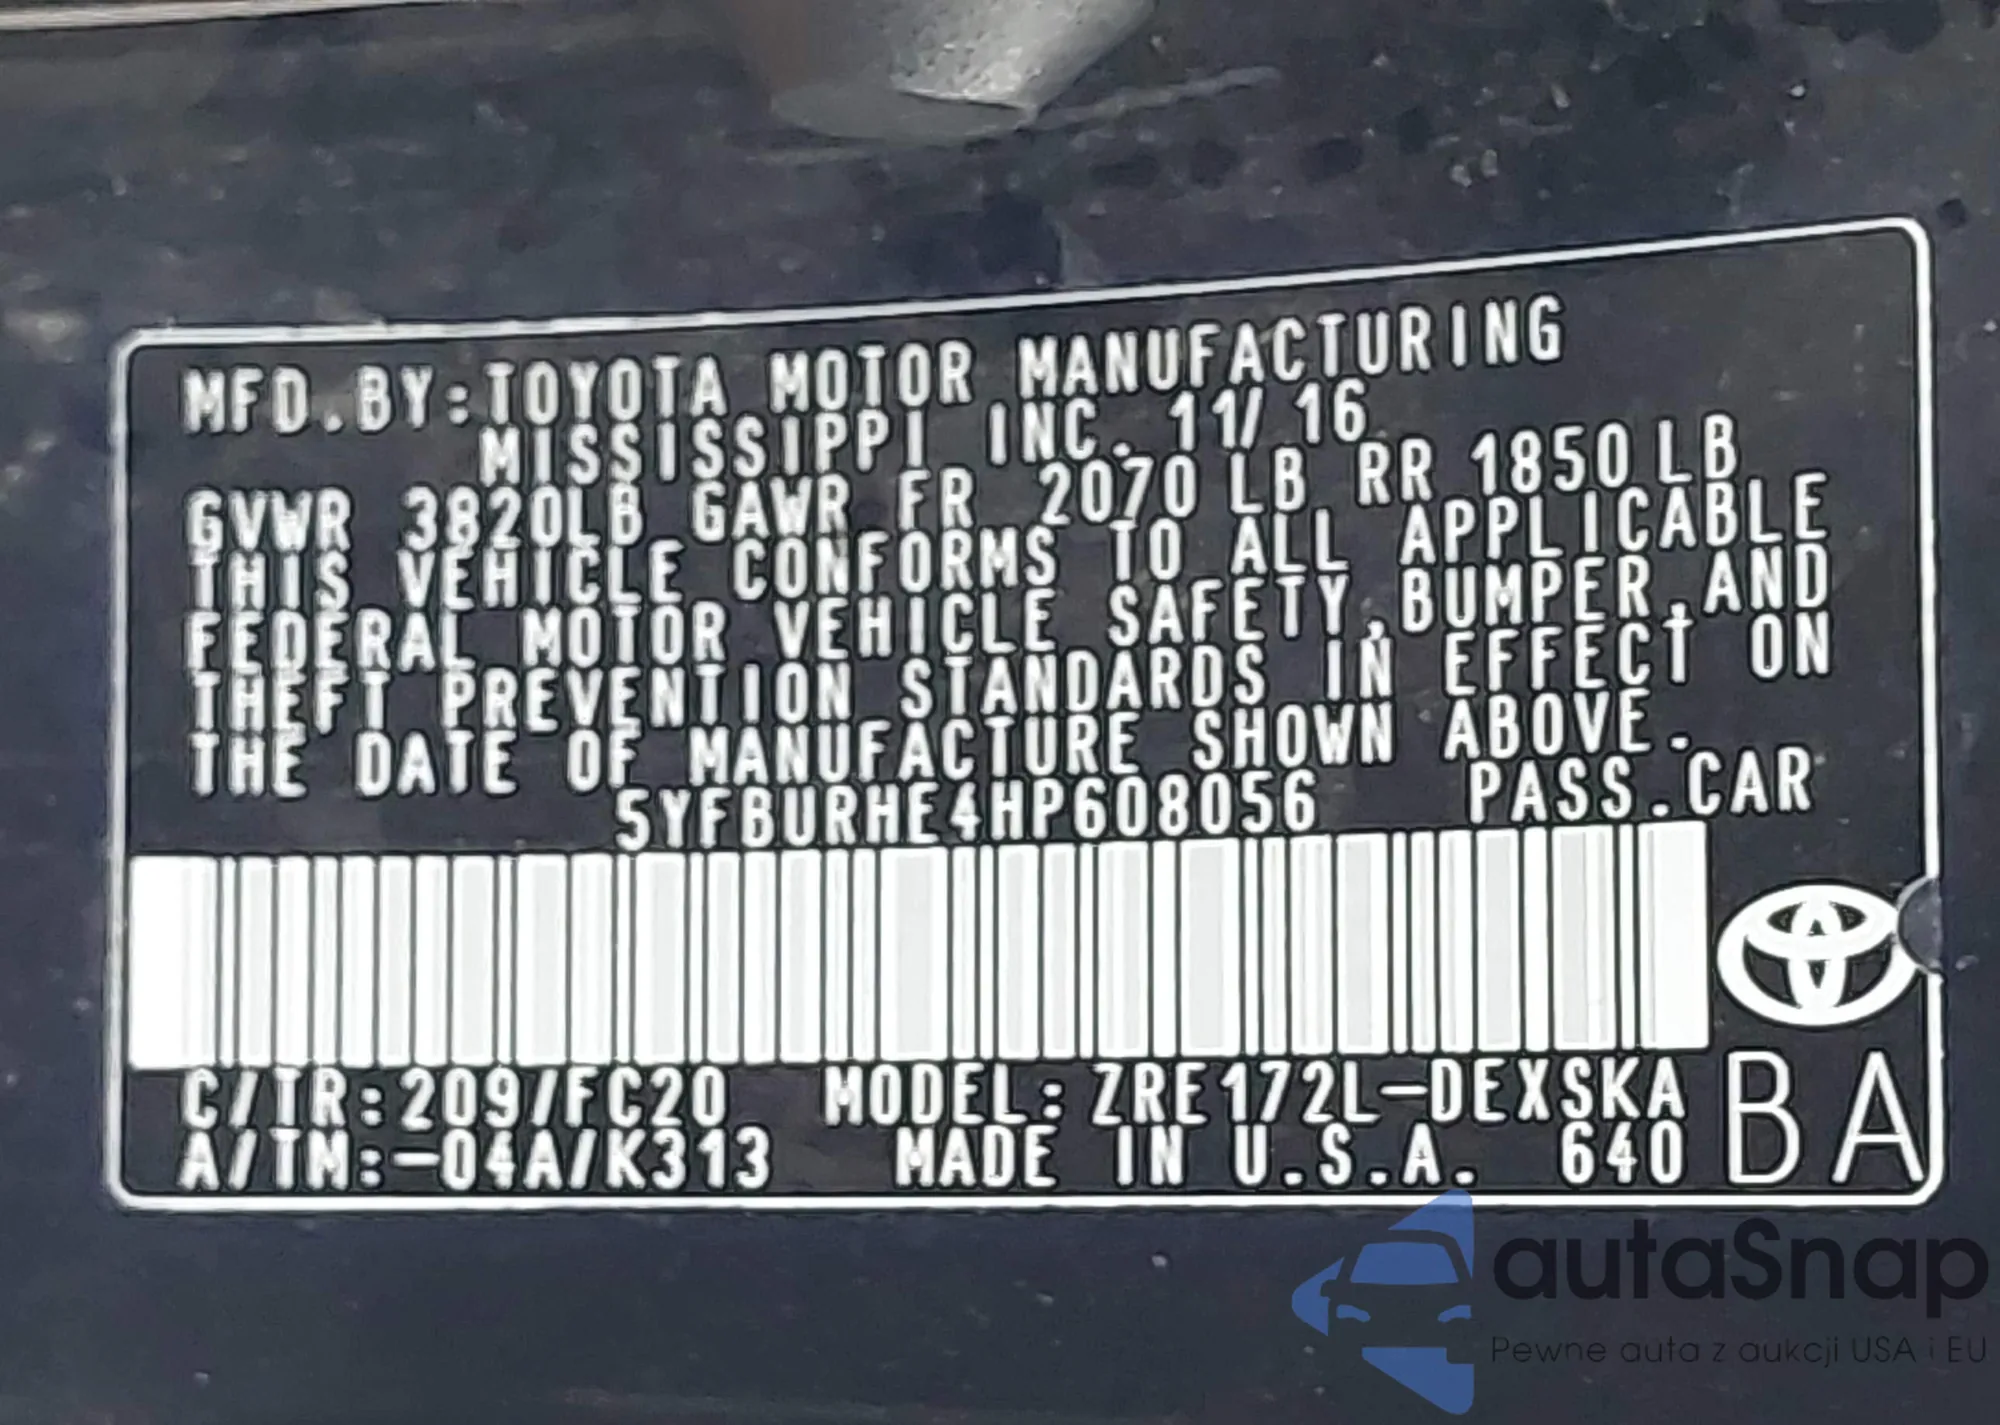 MFD.BY:TOYOTA MOTOR MANUFACTURING
MISSISSIPPI INC. 11/16
GVWR 3820LB GAWR FR 2070 LB RR 1850 LB
THIS VEHICLE CONFORMS TO ALL APPLICABLE
FEDERAL MOTOR VEHICLE SAFETY,BUMPER,AND
THEFT PREVENTION STANDARDS IN EFFECT ON
THE DATE OF MANUFACTURE SHOWN ABOVE.
5YFBURHE4HP608056 PASS.CAR
C/TR:209/FC20 MODEL:ZRE172L-DEXSKA
A/TM:-04A/K313 MADE IN U.S.A. 640
BA
autaSnap
Pewne auta z aukcji USA i EU